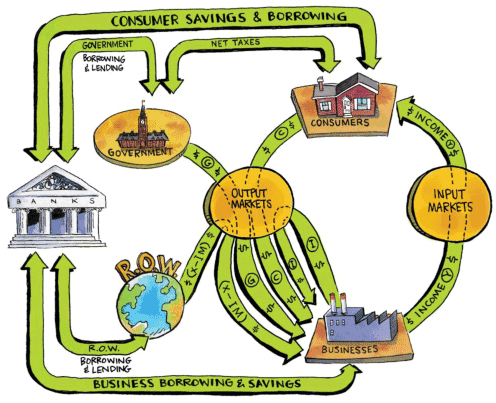 CONSUMER SAVINGS & BORROWING
GOVERNMENT
BORROWING
& LENDING
NET TAXES
CONSUMERS
GOVERNMENT
$ INCOME Y $
$ C $
$ G $
BANKS
OUTPUT
MARKETS
INPUT
MARKETS
R.O.W.
$ (X-IM) $
(X-IM) $
$ G $
$ C $
$ I $
$ I $
$ INCOME Y $
BUSINESSES
R.O.W.
BORROWING
& LENDING
BUSINESS BORROWING & SAVINGS